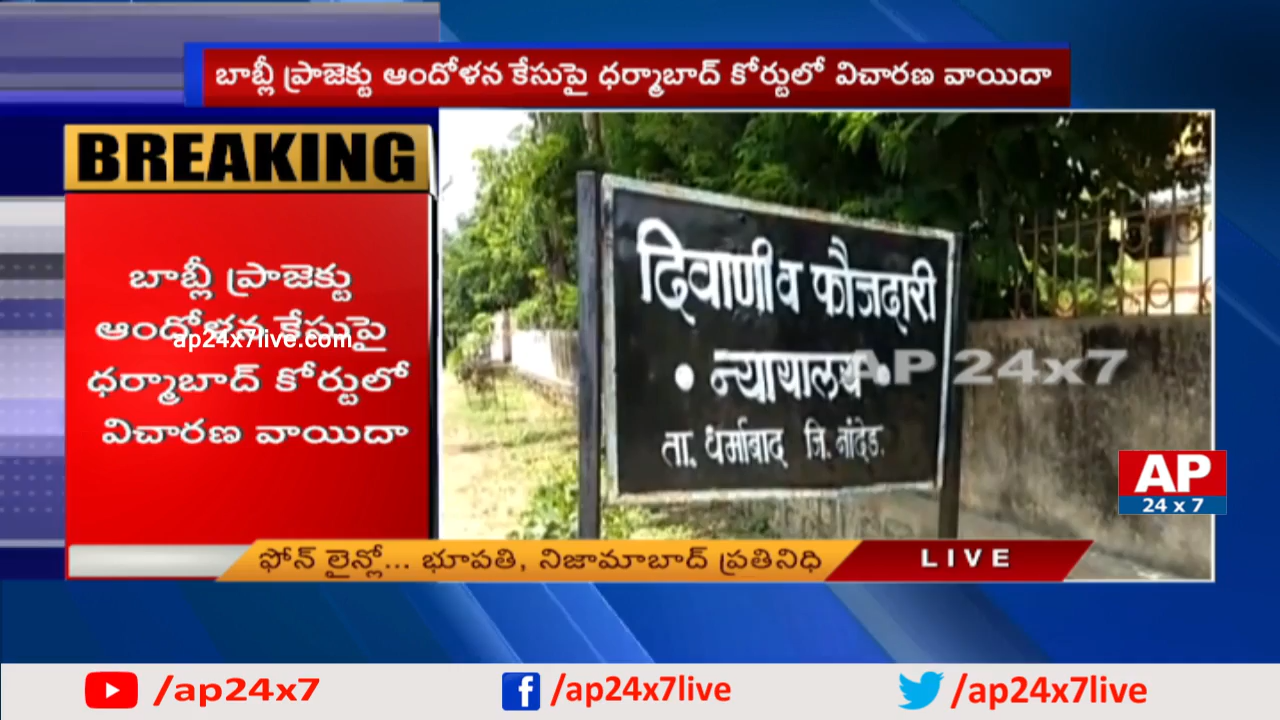 బాబ్లీ ప్రాజెక్టు ఆందోళన కేసుపై ధర్మాబాద్ కోర్టులో విచారణ వాయిదా
BREAKING
బాబ్లీ ప్రాజెక్టు
ఆందోళన కేసుపై
ap24x7live.com
ధర్మాబాద్ కోర్టులో
విచారణ వాయిదా
दिवाणी व फौजदारी
• न्यायालय •
ता. धर्माबाद जि. नांदेड.
AP 24x7
AP
24 x 7
ఫోన్ లైన్లో... భూపతి, నిజామాబాద్ ప్రతినిధి
LIVE
/ap24x7
/ap24x7live
/ap24x7live